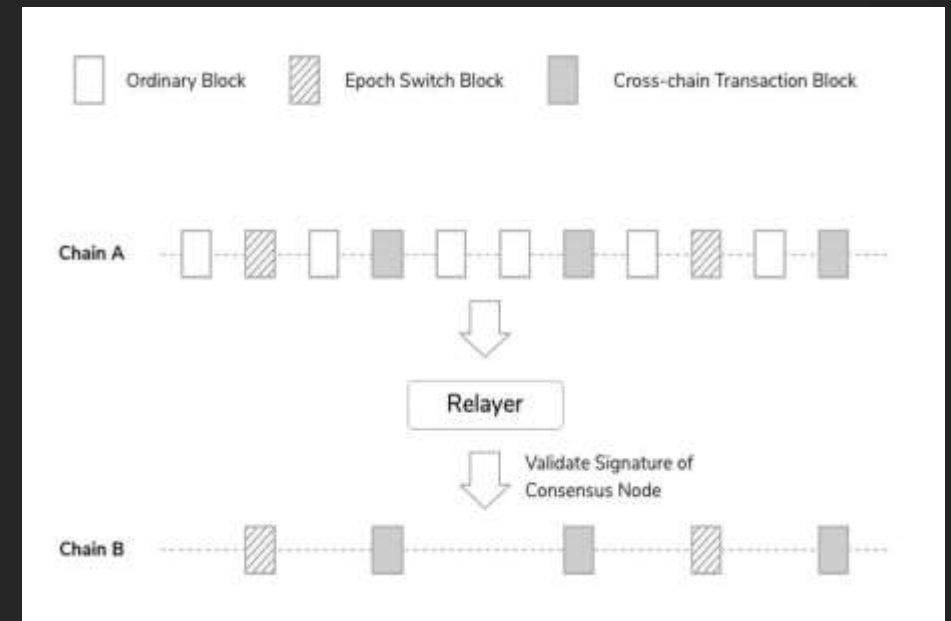 Ordinary Block
Epoch Switch Block
Cross-chain Transaction Block
Chain A
Relayer
Validate Signature of
Consensus Node
Chain B